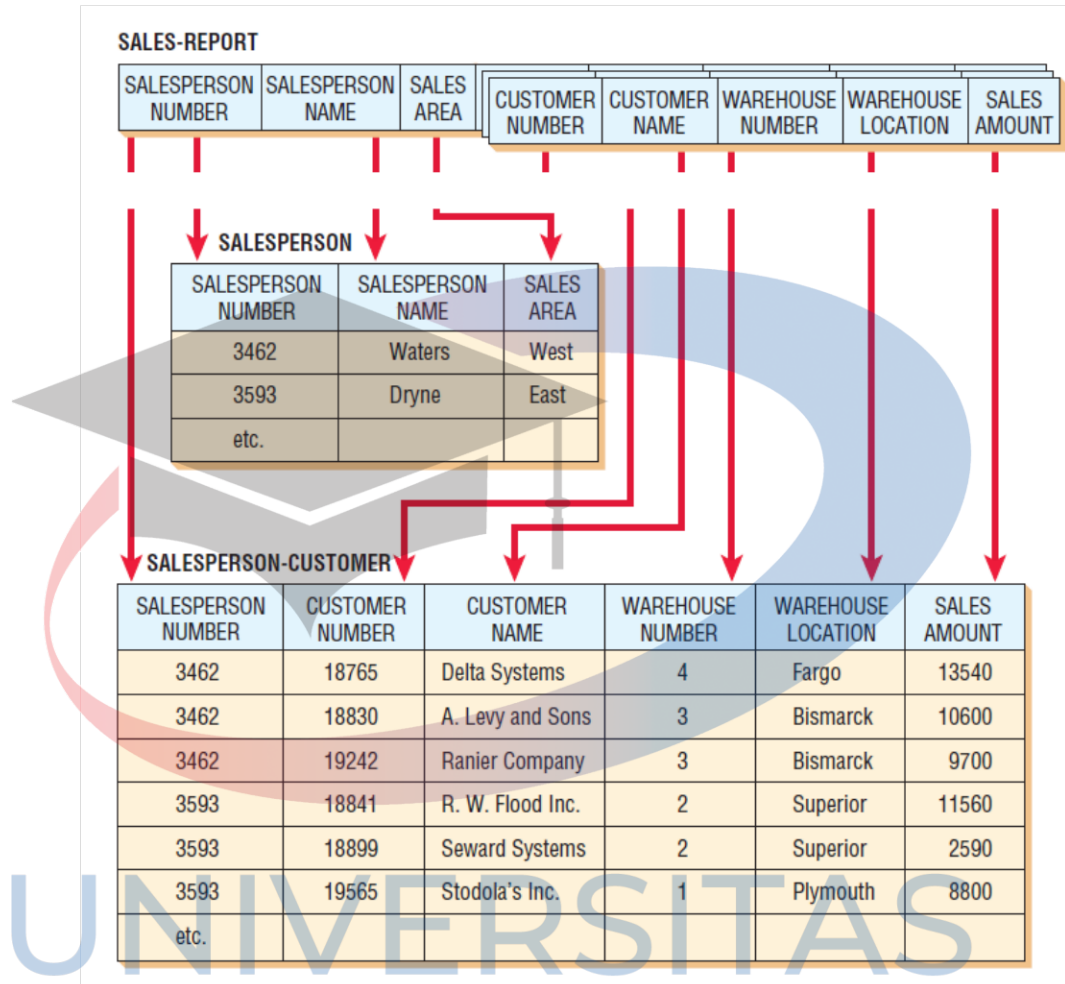 SALES-REPORT
SALESPERSON NUMBER SALESPERSON NAME SALES AREA CUSTOMER NUMBER CUSTOMER NAME WAREHOUSE NUMBER WAREHOUSE LOCATION SALES AMOUNT
SALESPERSON
SALESPERSON NUMBER SALESPERSON NAME SALES AREA
3462 Waters West
3593 Dryne East
etc.
SALESPERSON-CUSTOMER
SALESPERSON NUMBER CUSTOMER NUMBER CUSTOMER NAME WAREHOUSE NUMBER WAREHOUSE LOCATION SALES AMOUNT
3462 18765 Delta Systems 4 Fargo 13540
3462 18830 A. Levy and Sons 3 Bismarck 10600
3462 19242 Ranier Company 3 Bismarck 9700
3593 18841 R. W. Flood Inc. 2 Superior 11560
3593 18899 Seward Systems 2 Superior 2590
3593 19565 Stodola's Inc. 1 Plymouth 8800
etc.
UNIVERSITAS